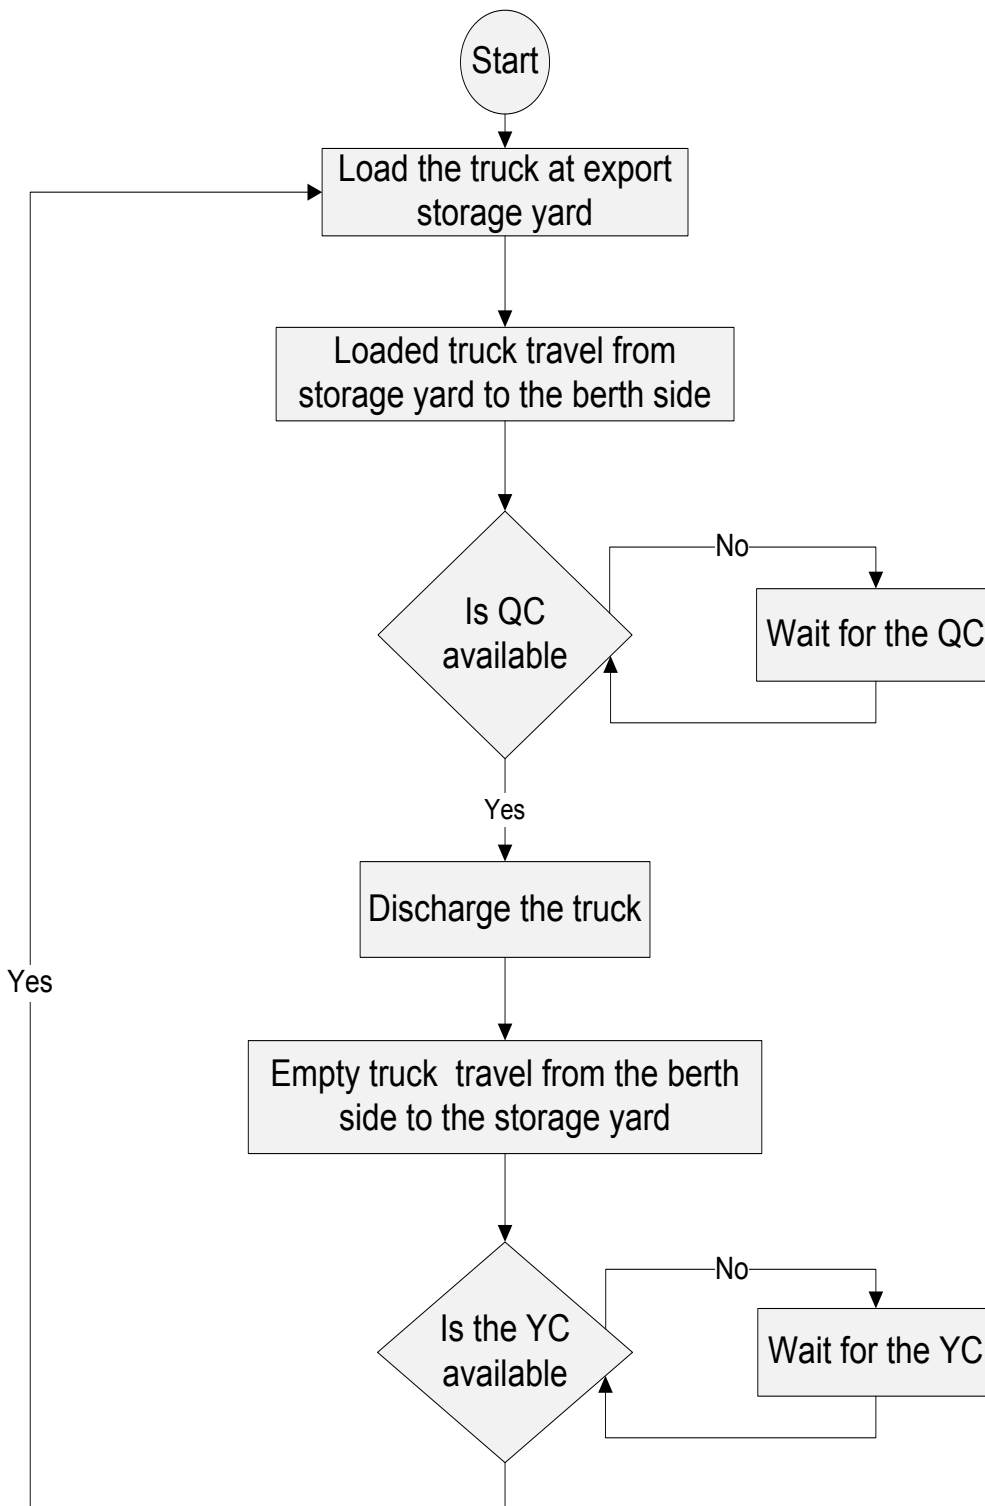 Start
Load the truck at export
storage yard
Loaded truck travel from
storage yard to the berth side
No
Is QC
available
Wait for the QC
Yes
Discharge the truck
Yes
Empty truck travel from the berth
side to the storage yard
No
Is the YC
available
Wait for the YC